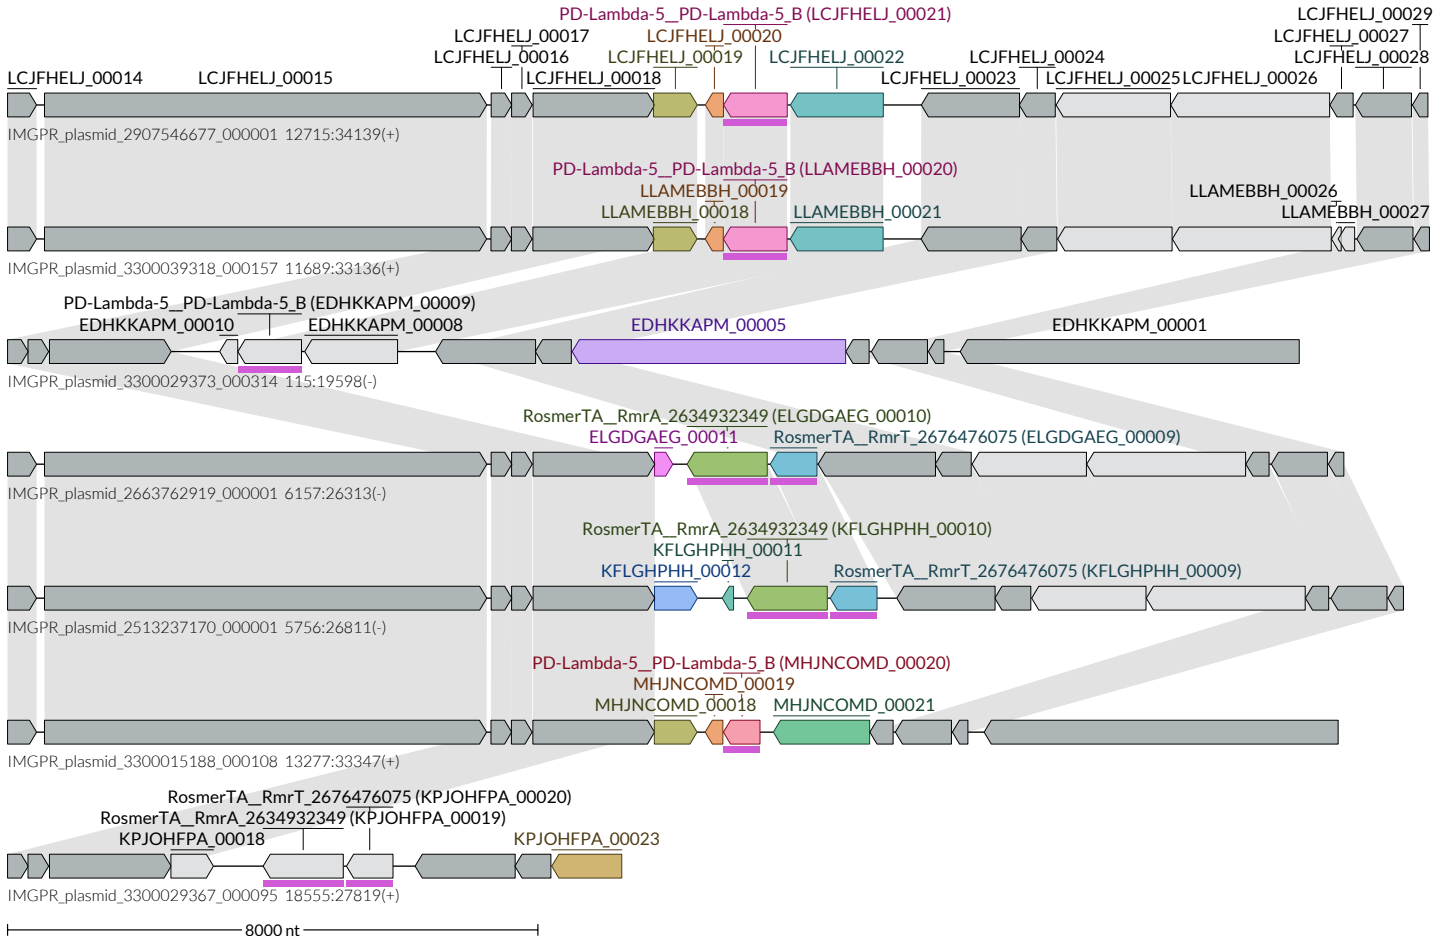 PD-Lambda-5__PD-Lambda-5_B (LCJFHELJ_00021)
LCJFHELJ_00029
LCJFHELJ_00017
LCJFHELJ_00020
LCJFHELJ_00027
LCJFHELJ_00016
LCJFHELJ_00019
LCJFHELJ_00022
LCJFHELJ_00024
LCJFHELJ_00028
LCJFHELJ_00014
LCJFHELJ_00015
LCJFHELJ_00018
LCJFHELJ_00023
LCJFHELJ_00025
LCJFHELJ_00026
IMGPR_plasmid_2907546677_000001 12715:34139(+)
PD-Lambda-5__PD-Lambda-5_B (LLAMEBBH_00020)
LLAMEBBH_00019
LLAMEBBH_00026
LLAMEBBH_00018
LLAMEBBH_00021
LLAMEBBH_00027
IMGPR_plasmid_3300039318_000157 11689:33136(+)
PD-Lambda-5__PD-Lambda-5_B (EDHKKAPM_00009)
EDHKKAPM_00010
EDHKKAPM_00008
EDHKKAPM_00005
EDHKKAPM_00001
IMGPR_plasmid_3300029373_000314 115:19598(-)
RosmerTA__RmrA_2634932349 (ELGDGAEG_00010)
ELGDGAEG_00011
RosmerTA__RmrT_2676476075 (ELGDGAEG_00009)
IMGPR_plasmid_2663762919_000001 6157:26313(-)
RosmerTA__RmrA_2634932349 (KFLGHPHH_00010)
KFLGHPHH_00011
KFLGHPHH_00012
RosmerTA__RmrT_2676476075 (KFLGHPHH_00009)
IMGPR_plasmid_2513237170_000001 5756:26811(-)
PD-Lambda-5__PD-Lambda-5_B (MHJNCOMD_00020)
MHJNCOMD_00019
MHJNCOMD_00018
MHJNCOMD_00021
IMGPR_plasmid_3300015188_000108 13277:33347(+)
RosmerTA__RmrT_2676476075 (KPJOHFPA_00020)
RosmerTA__RmrA_2634932349 (KPJOHFPA_00019)
KPJOHFPA_00018
KPJOHFPA_00023
IMGPR_plasmid_3300029367_000095 18555:27819(+)
8000 nt